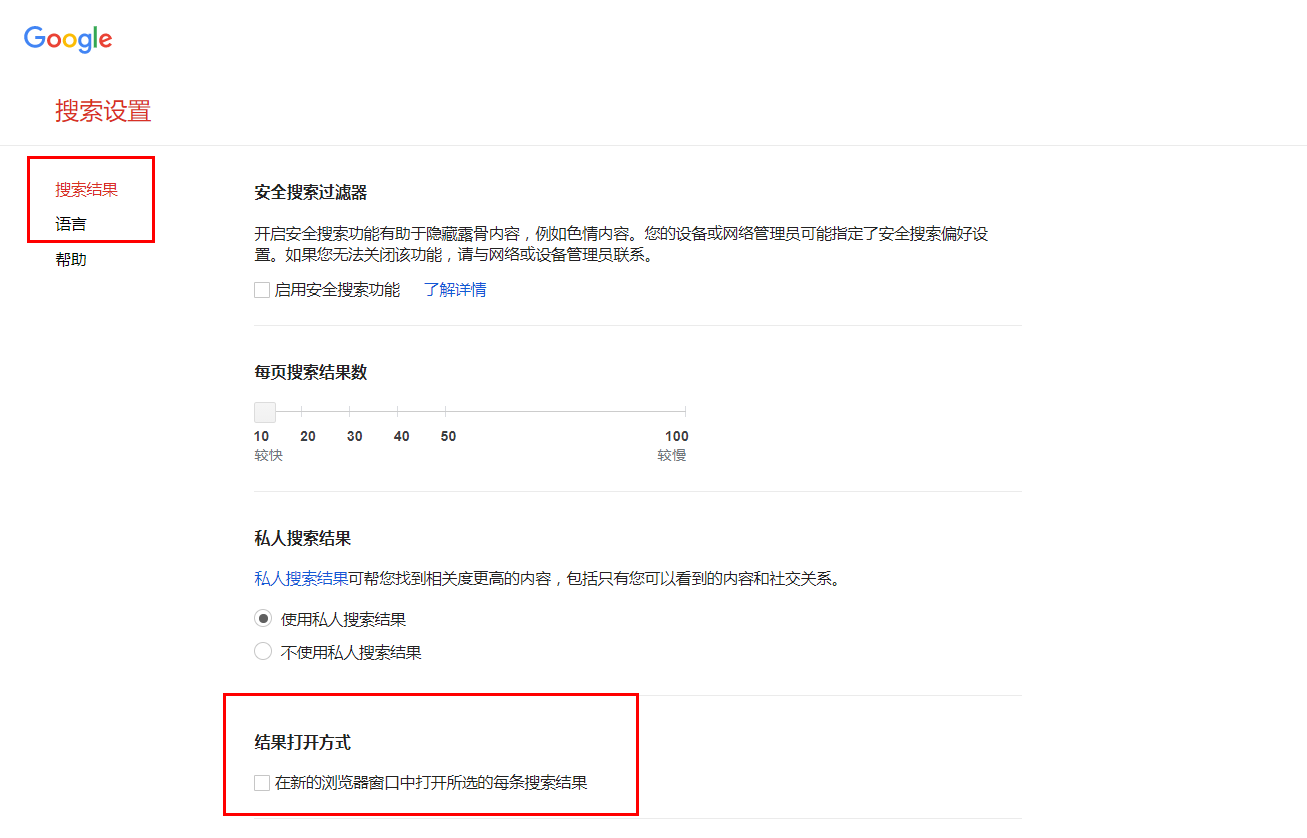 Google
搜索设置
搜索结果
语言
帮助
安全搜索过滤器
开启安全搜索功能有助于隐藏露骨内容，例如色情内容。您的设备或网络管理员可能指定了安全搜索偏好设
置。如果您无法关闭该功能，请与网络或设备管理员联系。
启用安全搜索功能 了解详情
每页搜索结果数
10 20 30 40 50 100
较快 较慢
私人搜索结果
私人搜索结果可帮您找到相关度更高的内容，包括只有您可以看到的内容和社交关系。
使用私人搜索结果
不使用私人搜索结果
结果打开方式
在新的浏览器窗口中打开所选的每条搜索结果